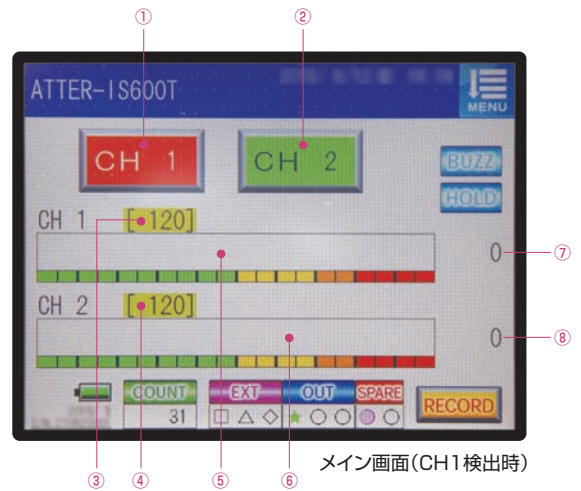 ① ②
ATTER-IS600T
MENU
CH 1 CH 2
BUZZ
HOLD
CH 1 [-120]
0 ⑦
CH 2 [-120]
0 ⑧
COUNT EXT OUT SPARE
31 □ △ ◇ ★ ○ ○ ● ○
RECORD
メイン画面(CH1検出時)
③ ④ ⑤ ⑥